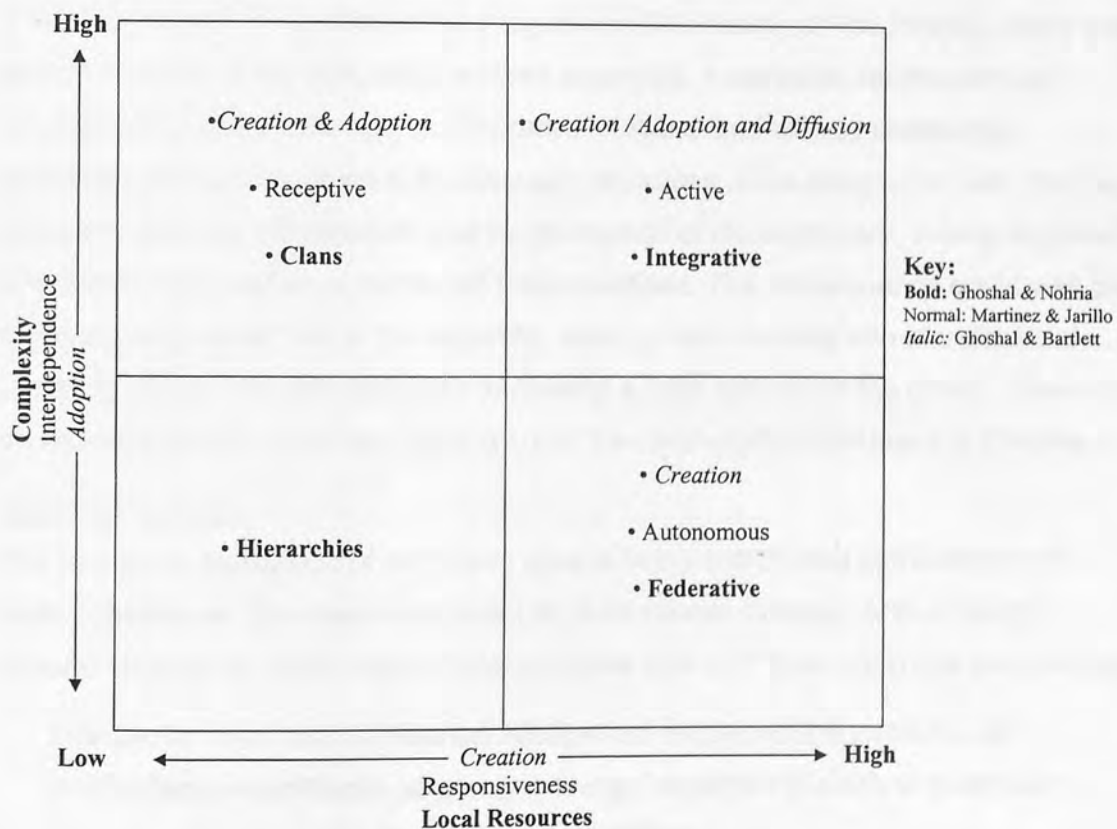 High
•Creation & Adoption
• Creation /Adoption and Diffusion
• Receptive
• Active
• Clans
• Integrative
Key:
Bold: Ghoshal & Nohria
Normal: Martinez & Jarillo
Italic: Ghoshal & Bartlett
Complexity
Interdependence
Adoption
• Creation
• Autonomous
• Hierarchies
• Federative
Low
Creation
High
Responsiveness
Local Resources